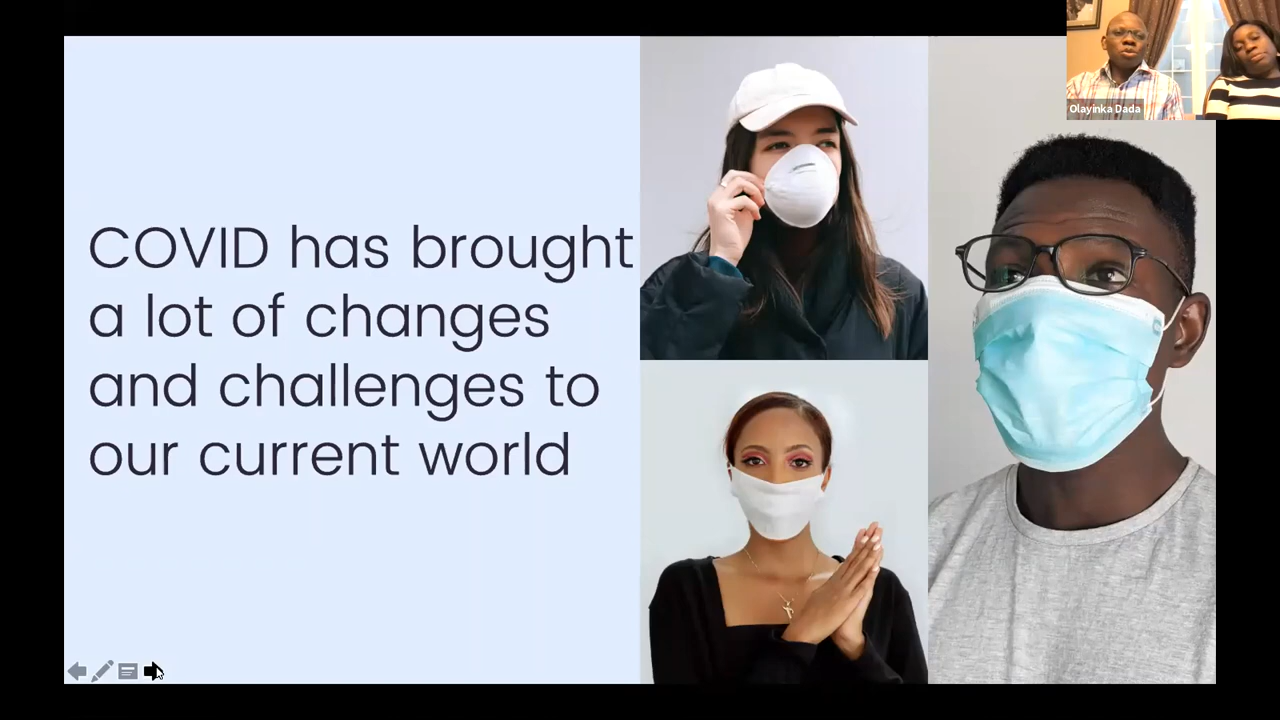 Olayinka Dada
COVID has brought
a lot of changes
and challenges to
our current world